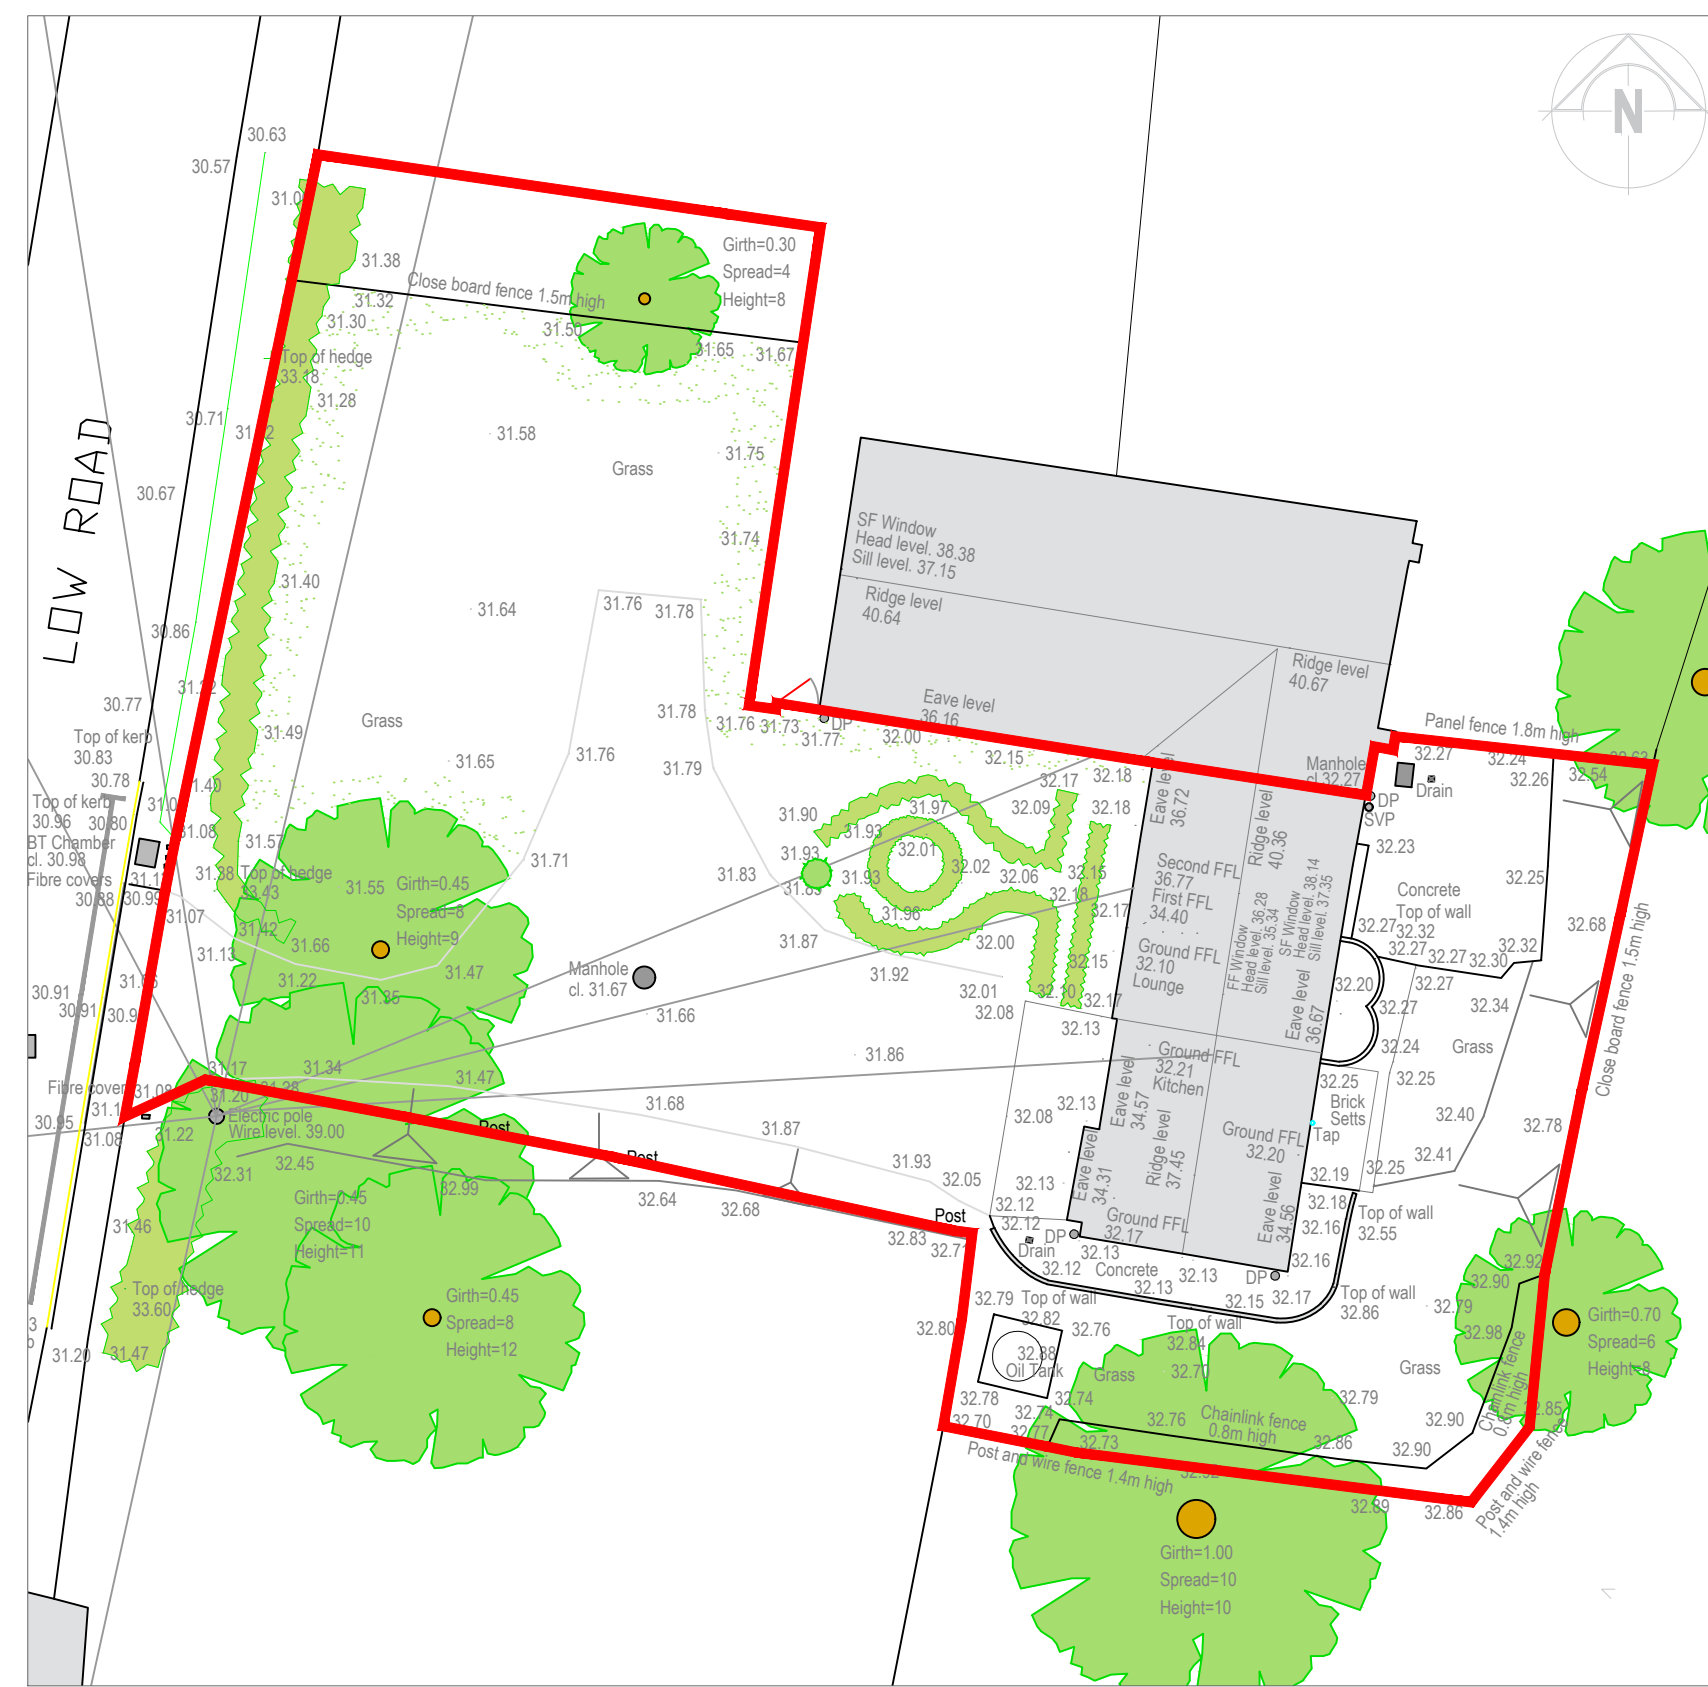 N
30.63
30.57
31.38
Girth=0.30
Spread=4
Height=8
Close board fence 1.5m high
31.32
31.30
31.50
31.65
31.67
Top of hedge
33.18
31.28
30.71
31.58
31.75
Grass
LOW ROAD
30.67
31.74
SF Window
Head level. 38.38
Sill level. 37.15
31.40
31.64
31.76
31.78
Ridge level
40.64
30.86
Ridge level
40.67
30.77
31.49
Grass
31.78
31.76
31.73
31.77
DP
Eave level
36.16
32.00
Panel fence 1.8m high
Top of kerb
30.83
30.78
31.65
31.76
31.79
32.15
32.17
32.18
Manhole
cl.32.27
32.27
32.24
32.26
32.54
Drain
Top of kerb
30.96
30.80
BT Chamber
cl. 30.98
Fibre covers
30.88
30.99
31.40
31.08
31.57
31.38
Top of hedge
33.43
31.55
Girth=0.45
Spread=8
Height=9
31.71
31.83
31.90
31.93
31.93
31.93
31.97
32.01
32.02
32.06
32.09
32.18
32.15
32.18
32.17
31.96
32.00
Eave level
36.72
Ridge level
40.36
DP
SVP
32.23
Second FFL
36.77
First FFL
34.40
FF Window
Head level. 36.28
Sill level. 35.34
SF Window
Head level. 38.14
Sill level. 37.35
Concrete
Top of wall
32.32
32.25
32.68
31.07
31.42
31.66
31.13
31.22
31.35
31.47
31.87
31.92
32.01
32.08
32.15
32.17
32.13
Ground FFL
32.10
Lounge
32.27
32.27
32.27
32.30
32.32
32.20
32.27
32.27
32.34
Manhole
cl. 31.67
31.66
30.91
30.91
Eave level
36.67
32.24
32.25
Grass
Close board fence 1.5m high
31.86
31.17
31.34
31.47
Ground FFL
32.21
Kitchen
32.25
Brick
Setts
Tap
32.40
32.78
31.20
Electric pole
Wire level. 39.00
31.68
31.87
32.08
32.13
Eave level
34.57
30.95
31.08
31.22
Post
Post
31.93
32.05
Ground FFL
32.20
32.41
32.25
32.19
32.31
32.45
32.99
32.64
32.68
32.13
Eave level
34.31
Ridge level
37.45
Eave level
34.56
32.18
32.16
Top of wall
32.55
Girth=0.45
Spread=10
Height=11
31.46
Post
32.83
32.12
32.12
Drain
DP
Ground FFL
32.17
32.13
32.12
Concrete
32.13
32.13
DP
32.16
32.15
32.17
Top of wall
32.86
32.92
32.90
32.79
32.98
Top of hedge
33.60
31.20
31.47
Girth=0.45
Spread=8
Height=12
32.79
32.80
Top of wall
32.82
32.76
32.88
Oil Tank
Top of wall
32.84
32.70
Grass
Grass
Girth=0.70
Spread=6
Height=8
32.78
32.70
32.74
32.74
32.77
32.73
32.76
Chainlink fence
0.8m high
32.79
32.86
32.90
32.90
Chainlink fence
0.8m high
Post and wire fence 1.4m high
32.89
32.86
Post and wire fence
1.4m high
Girth=1.00
Spread=10
Height=10